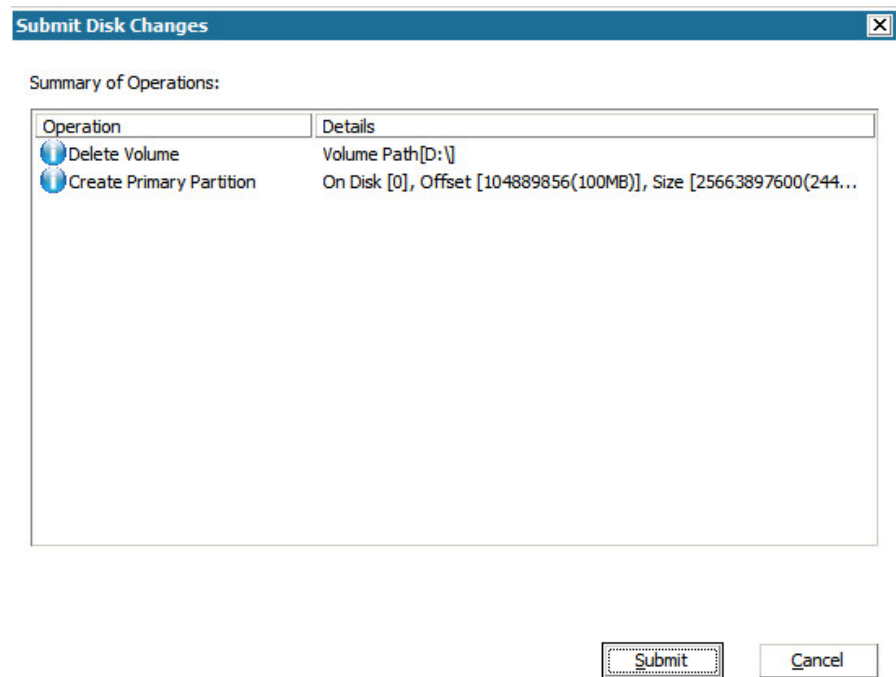 Submit Disk Changes
Summary of Operations:
Operation Details
Delete Volume Volume Path[D:\]
Create Primary Partition On Disk [0], Offset [104889856(100MB)], Size [25663897600(244...
Submit Cancel